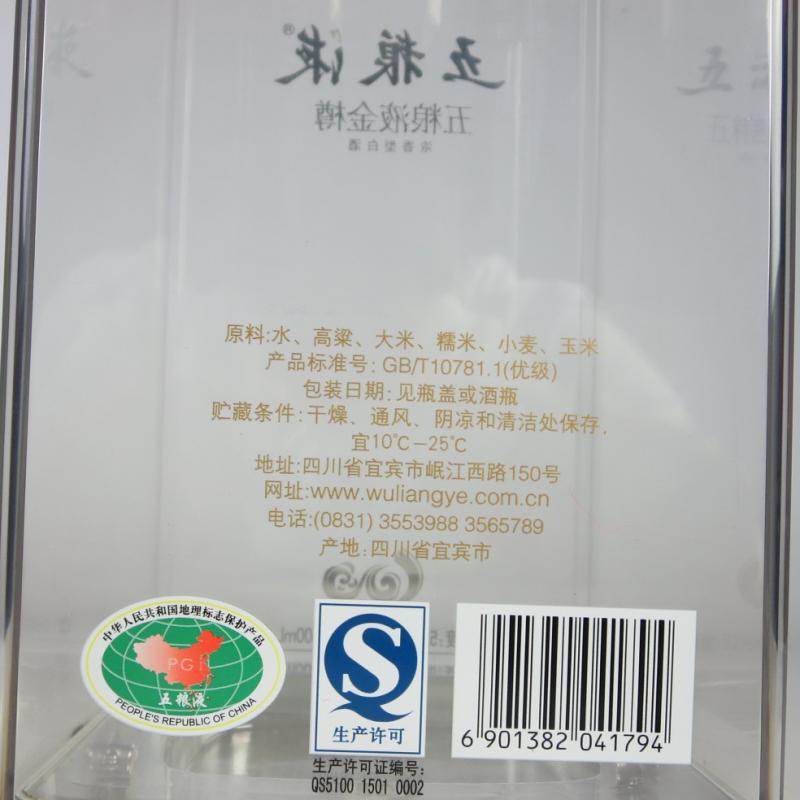 五粮液®
五粮液金樽
浓香型白酒
原料:水、高粱、大米、糯米、小麦、玉米
产品标准号: GB/T10781.1(优级)
包装日期: 见瓶盖或酒瓶
贮藏条件:干燥、通风、阴凉和清洁处保存,
宜10℃-25℃
地址:四川省宜宾市岷江西路150号
网址:www.wuliangye.com.cn
电话:(0831) 3553988 3565789
产地: 四川省宜宾市
中华人民共和国地理标志保护产品
PGI
五粮液
PEOPLE'S REPUBLIC OF CHINA
生产许可
生产许可证编号:
QS5100 1501 0002
6 901382 041794